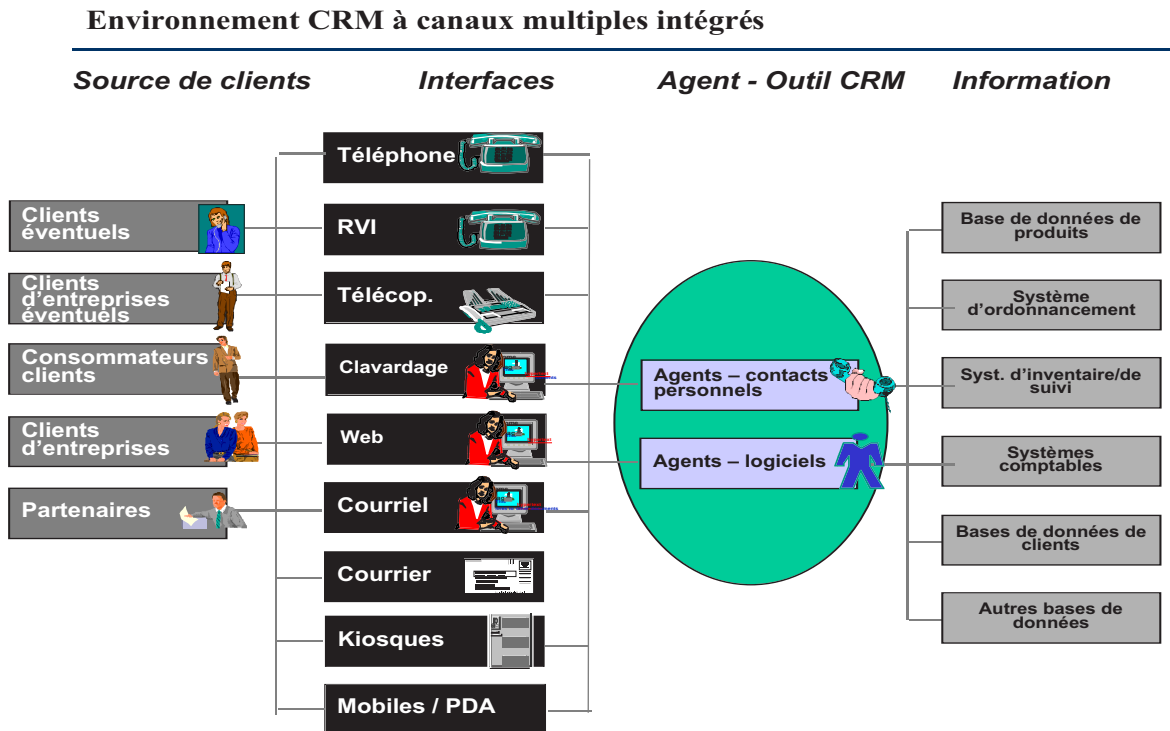 Environnement CRM à canaux multiples intégrés
Source de clients
Interfaces
Agent - Outil CRM
Information
Clients
éventuels
Clients
d'entreprises
éventuels
Consommateurs
clients
Clients
d'entreprises
Partenaires
Téléphone
RVI
Télécop.
Clavardage
Web
Courriel
Courrier
Kiosques
Mobiles / PDA
Agents – contacts
personnels
Agents – logiciels
Base de données de
produits
Système
d'ordonnancement
Syst. d'inventaire/de
suivi
Systèmes
comptables
Bases de données de
clients
Autres bases de
données